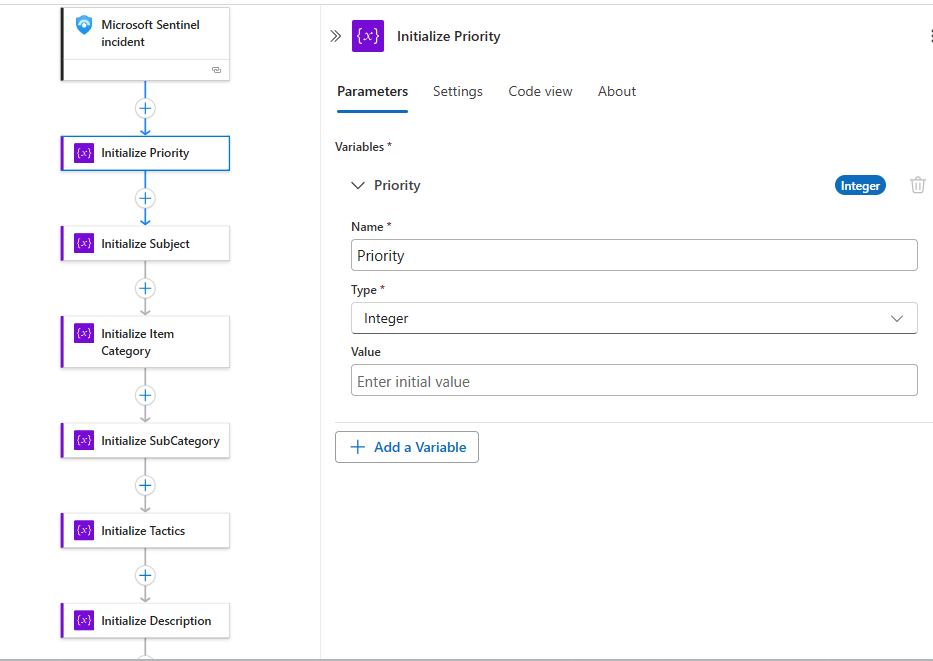 Microsoft Sentinel
incident
Initialize Priority
Initialize Subject
Initialize Item
Category
Initialize SubCategory
Initialize Tactics
Initialize Description
{x} Initialize Priority
Parameters Settings Code view About
Variables *
Priority Integer
Name *
Priority
Type *
Integer
Value
Enter initial value
+ Add a Variable